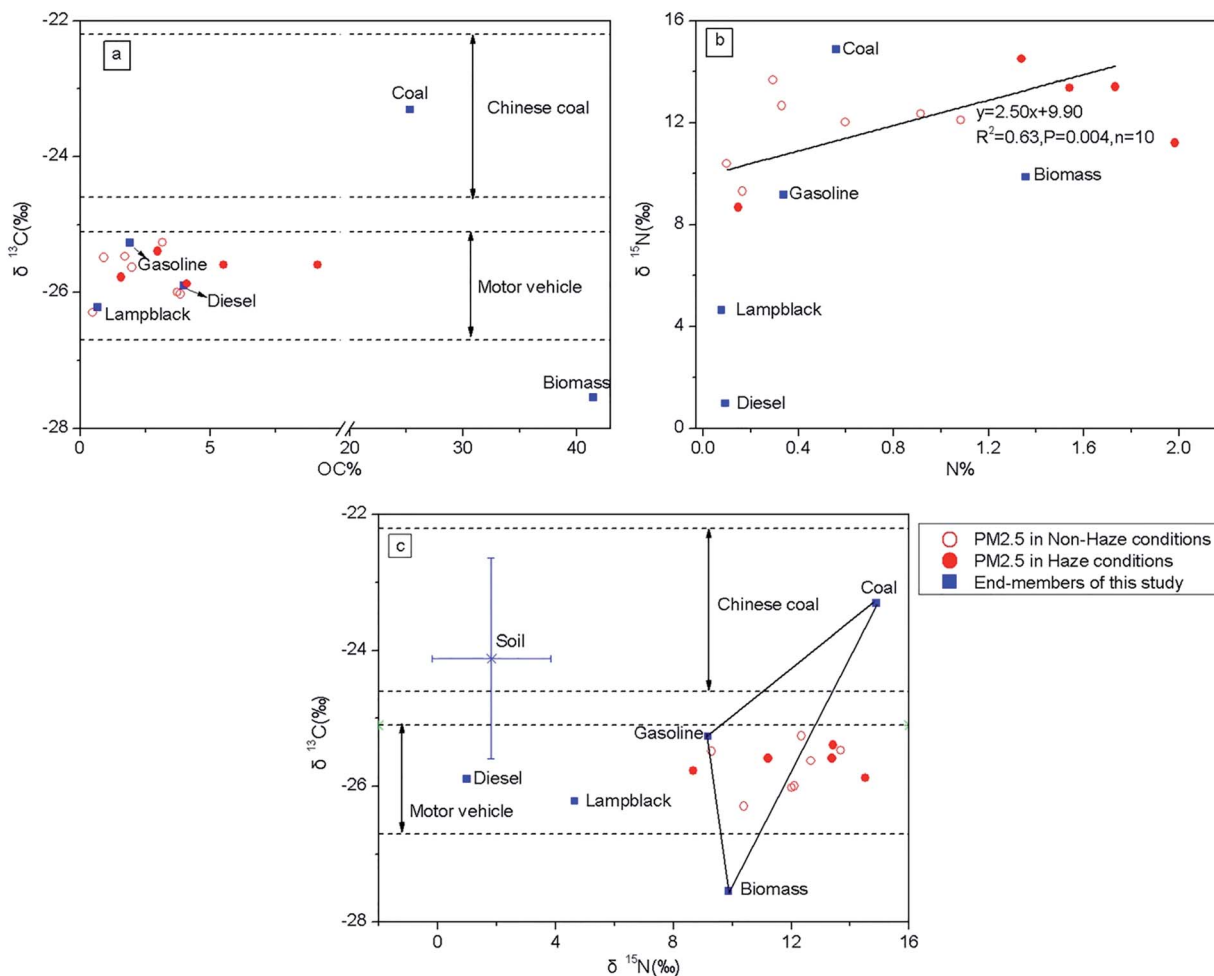 a
-22
-24
-26
-28
δ ¹³C(‰)
Coal
Chinese coal
Gasoline
Diesel
Lampblack
Motor vehicle
Biomass
0
5
20
30
40
OC%
b
16
12
8
4
0
δ ¹⁵N(‰)
Coal
y=2.50x+9.90
R²=0.63,P=0.004,n=10
Gasoline
Biomass
Lampblack
Diesel
0.0
0.4
0.8
1.2
1.6
2.0
N%
c
-22
-24
-26
-28
δ ¹³C(‰)
Chinese coal
Coal
Soil
Gasoline
Diesel
Lampblack
Motor vehicle
Biomass
0
4
8
12
16
δ ¹⁵N(‰)
PM2.5 in Non-Haze conditions
PM2.5 in Haze conditions
End-members of this study